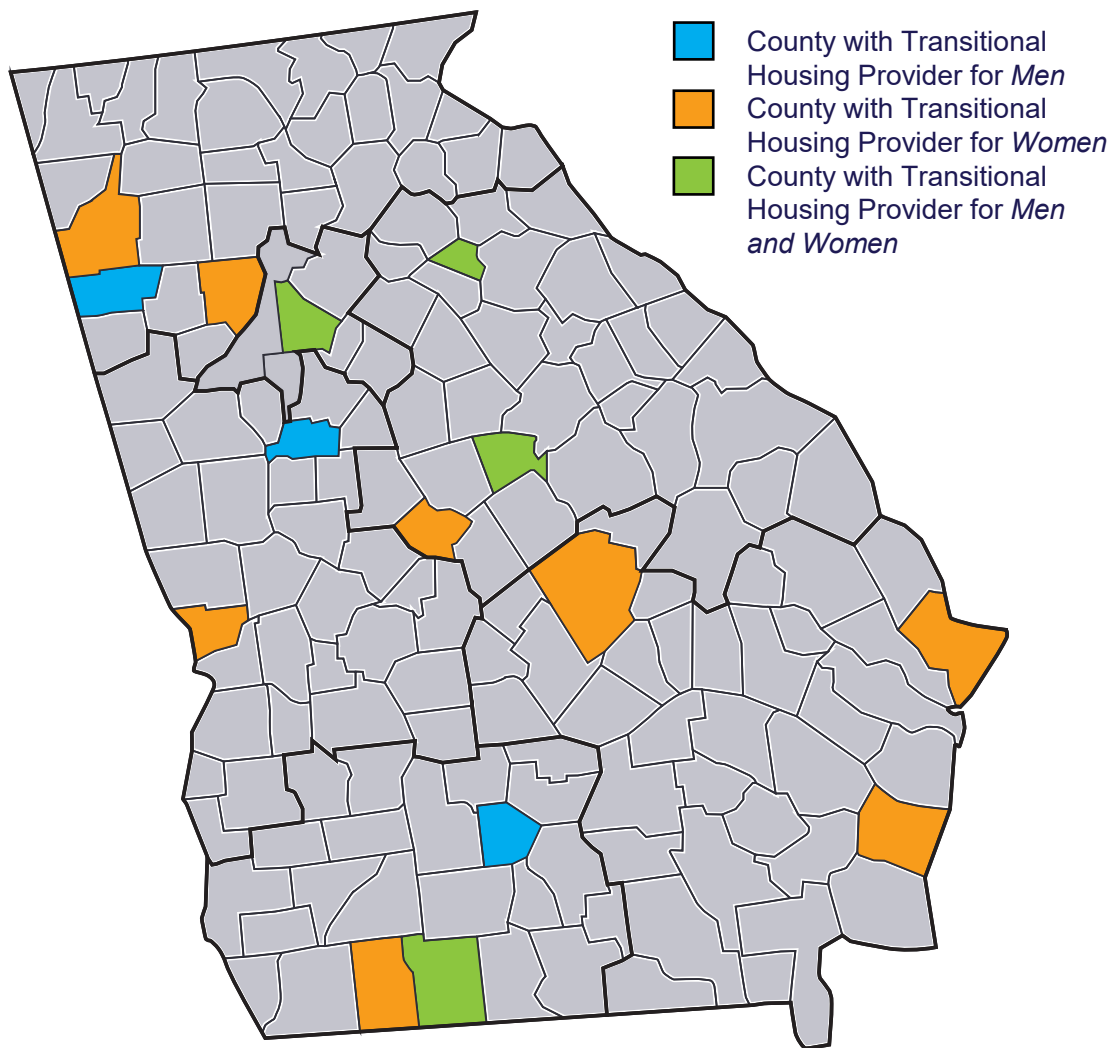 County with Transitional
Housing Provider for Men
County with Transitional
Housing Provider for Women
County with Transitional
Housing Provider for Men
and Women